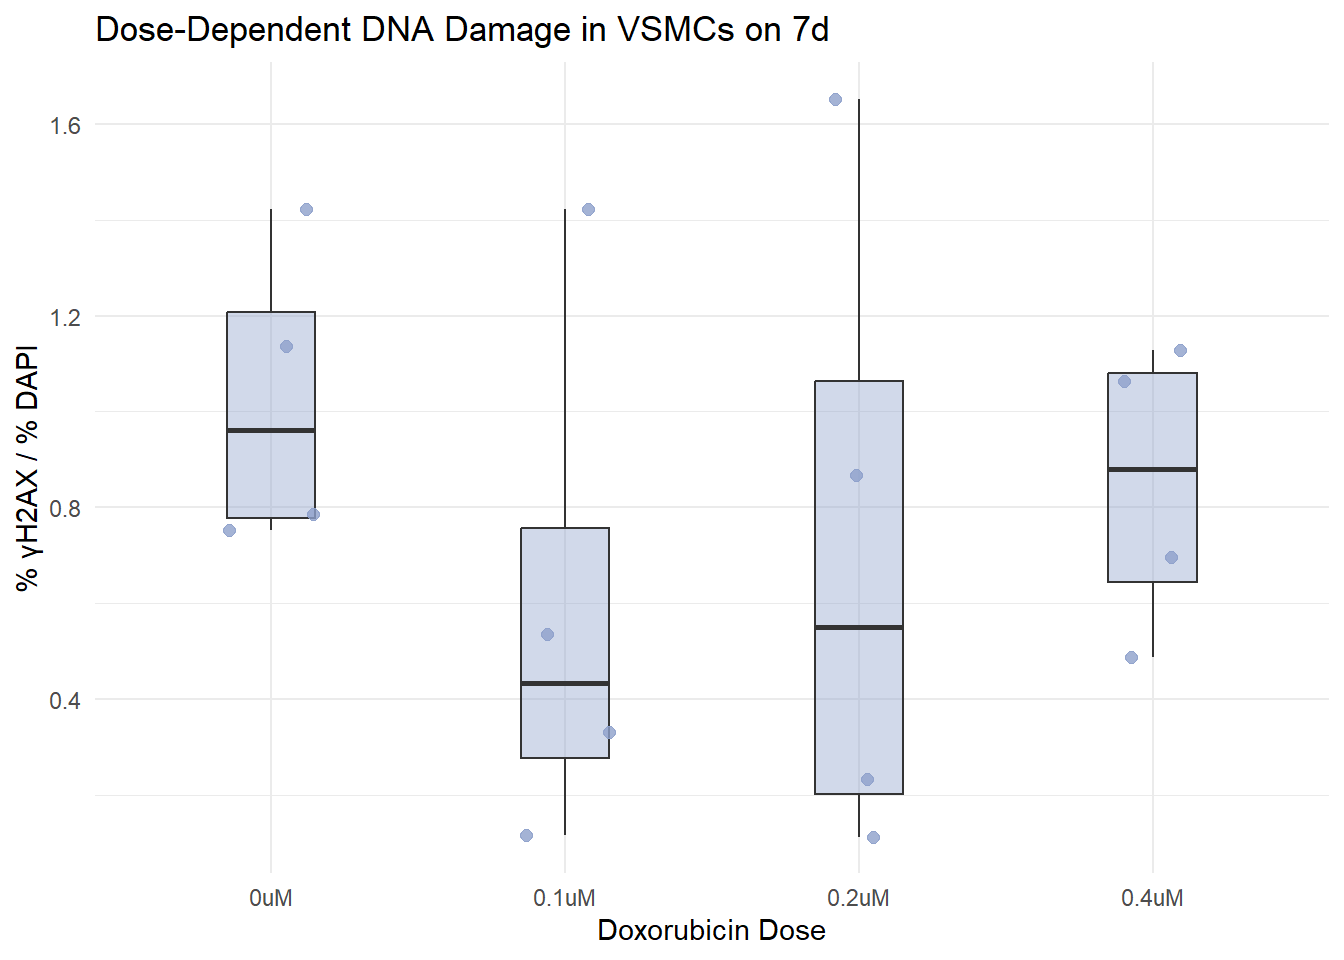 Dose-Dependent DNA Damage in VSMCs on 7d
% γH2AX / % DAPI
1.6
1.2
0.8
0.4
0uM
0.1uM
0.2uM
0.4uM
Doxorubicin Dose